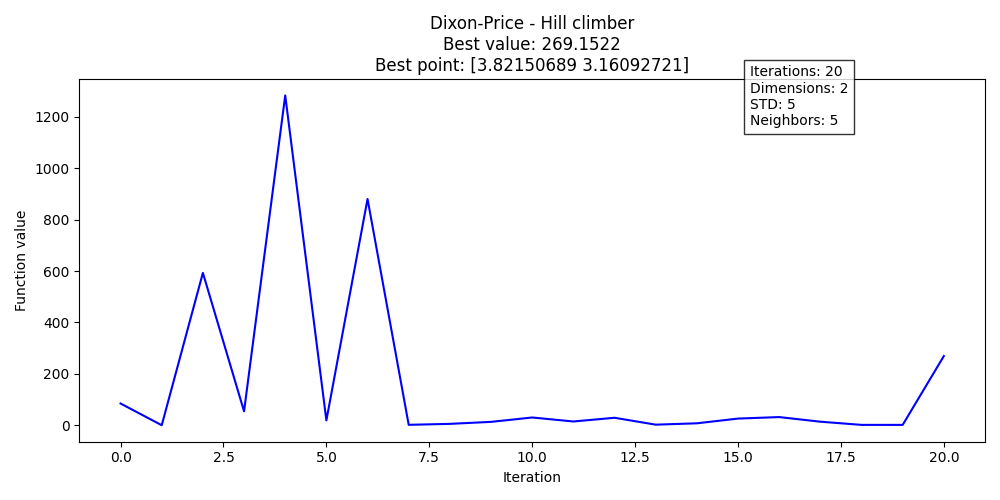 Dixon-Price - Hill climber
Best value: 269.1522
Best point: [3.82150689 3.16092721]
Iterations: 20
Dimensions: 2
STD: 5
Neighbors: 5
Function value
1200
1000
800
600
400
200
0
0.0 2.5 5.0 7.5 10.0 12.5 15.0 17.5 20.0
Iteration